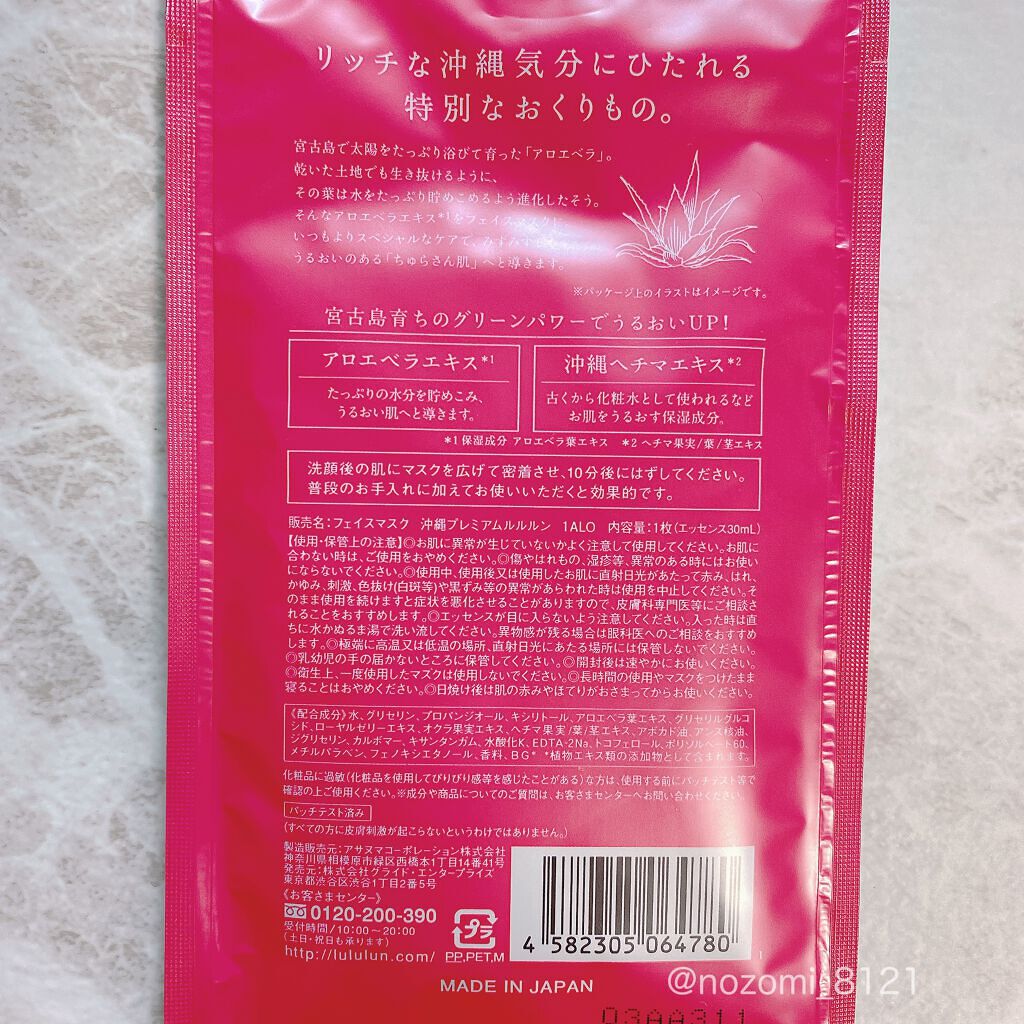 リッチな沖縄気分にひたれる
特別なおくりもの。
宮古島で太陽をたっぷり浴びて育った「アロエベラ」。
乾いた土地でも生き抜けるように、
その葉は水をたっぷり貯めこめるよう進化したそう。
そんなアロエベラエキス*1をフェイスマスクに。
いつもよりスペシャルなケアで、みずみずしく
うるおいのある「ちゅらさん肌」へと導きます。
※パッケージ上のイラストはイメージです。
宮古島育ちのグリーンパワーでうるおいUP!
アロエベラエキス*1
たっぷりの水分を貯めこみ、
うるおい肌へと導きます。
沖縄ヘチマエキス*2
古くから化粧水として使われるなど
お肌をうるおす保湿成分。
*1 保湿成分 アロエベラ葉エキス *2 ヘチマ果実/葉/茎エキス
洗顔後の肌にマスクを広げて密着させ、10分後にはずしてください。
普段のお手入れに加えてお使いいただくと効果的です。
販売名:フェイスマスク 沖縄プレミアムルルルン 1ALO 内容量:1枚(エッセンス30mL)
【使用・保管上の注意】◎お肌に異常が生じていないかよく注意して使用してください。お肌に
合わない時は、ご使用をおやめください。◎傷やはれもの、湿疹等、異常のある時にはお使い
にならないでください。◎使用中、使用後又は使用したお肌に直射日光があたって赤み、はれ、
かゆみ、刺激、色抜け(白斑等)や黒ずみ等の異常があらわれた時は使用を中止してください。そ
のまま使用を続けますと症状を悪化させることがありますので、皮膚科専門医等にご相談さ
れることをおすすめします。◎エッセンスが目に入らないよう注意してください。入った時は直
ちに水かぬるま湯で洗い流してください。異物感が残る場合は眼科医へのご相談をおすすめ
します。◎極端に高温又は低温の場所、直射日光にあたる場所には保管しないでください。
◎乳幼児の手の届かないところに保管してください。◎開封後は速やかにお使いください。
◎衛生上、一度使用したマスクは使用しないでください。◎長時間の使用やマスクをつけたまま
寝ることはおやめください。◎日焼け後は肌の赤みやほてりがおさまってからお使いください。
《配合成分》水、グリセリン、プロパンジオール、キシリトール、アロエベラ葉エキス、グリセリルグルコ
シド、ローヤルゼリーエキス、オクラ果実エキス、ヘチマ果実/葉/茎エキス、アボカド油、アンズ核油、
ジグリセリン、カルボマー、キサンタンガム、水酸化K、EDTA-2Na、トコフェロール、ポリソルベート60、
メチルパラベン、フェノキシエタノール、香料、BG* *植物エキス類の添加物として含まれます。
化粧品に過敏(化粧品を使用してぴりぴり感等を感じたことがある)な方は、使用する前にパッチテスト等で
確認の上ご使用ください。※成分や商品についてのご質問は、お客さまセンターへお問い合わせください。
パッチテスト済み
(すべての方に皮膚刺激が起こらないというわけではありません。)
製造販売元:アサヌマコーポレーション株式会社
神奈川県相模原市緑区西橋本1丁目14番41号
発売元:株式会社グライド・エンタープライズ
東京都渋谷区渋谷1丁目2番5号
《お客さまセンター》
0120-200-390
受付時間/10:00~20:00
(土日・祝日も承ります)
http://lululun.com/
プラ
PP,PET,M
4 582305 064780
1
MADE IN JAPAN
@nozomi_8121
03AA311